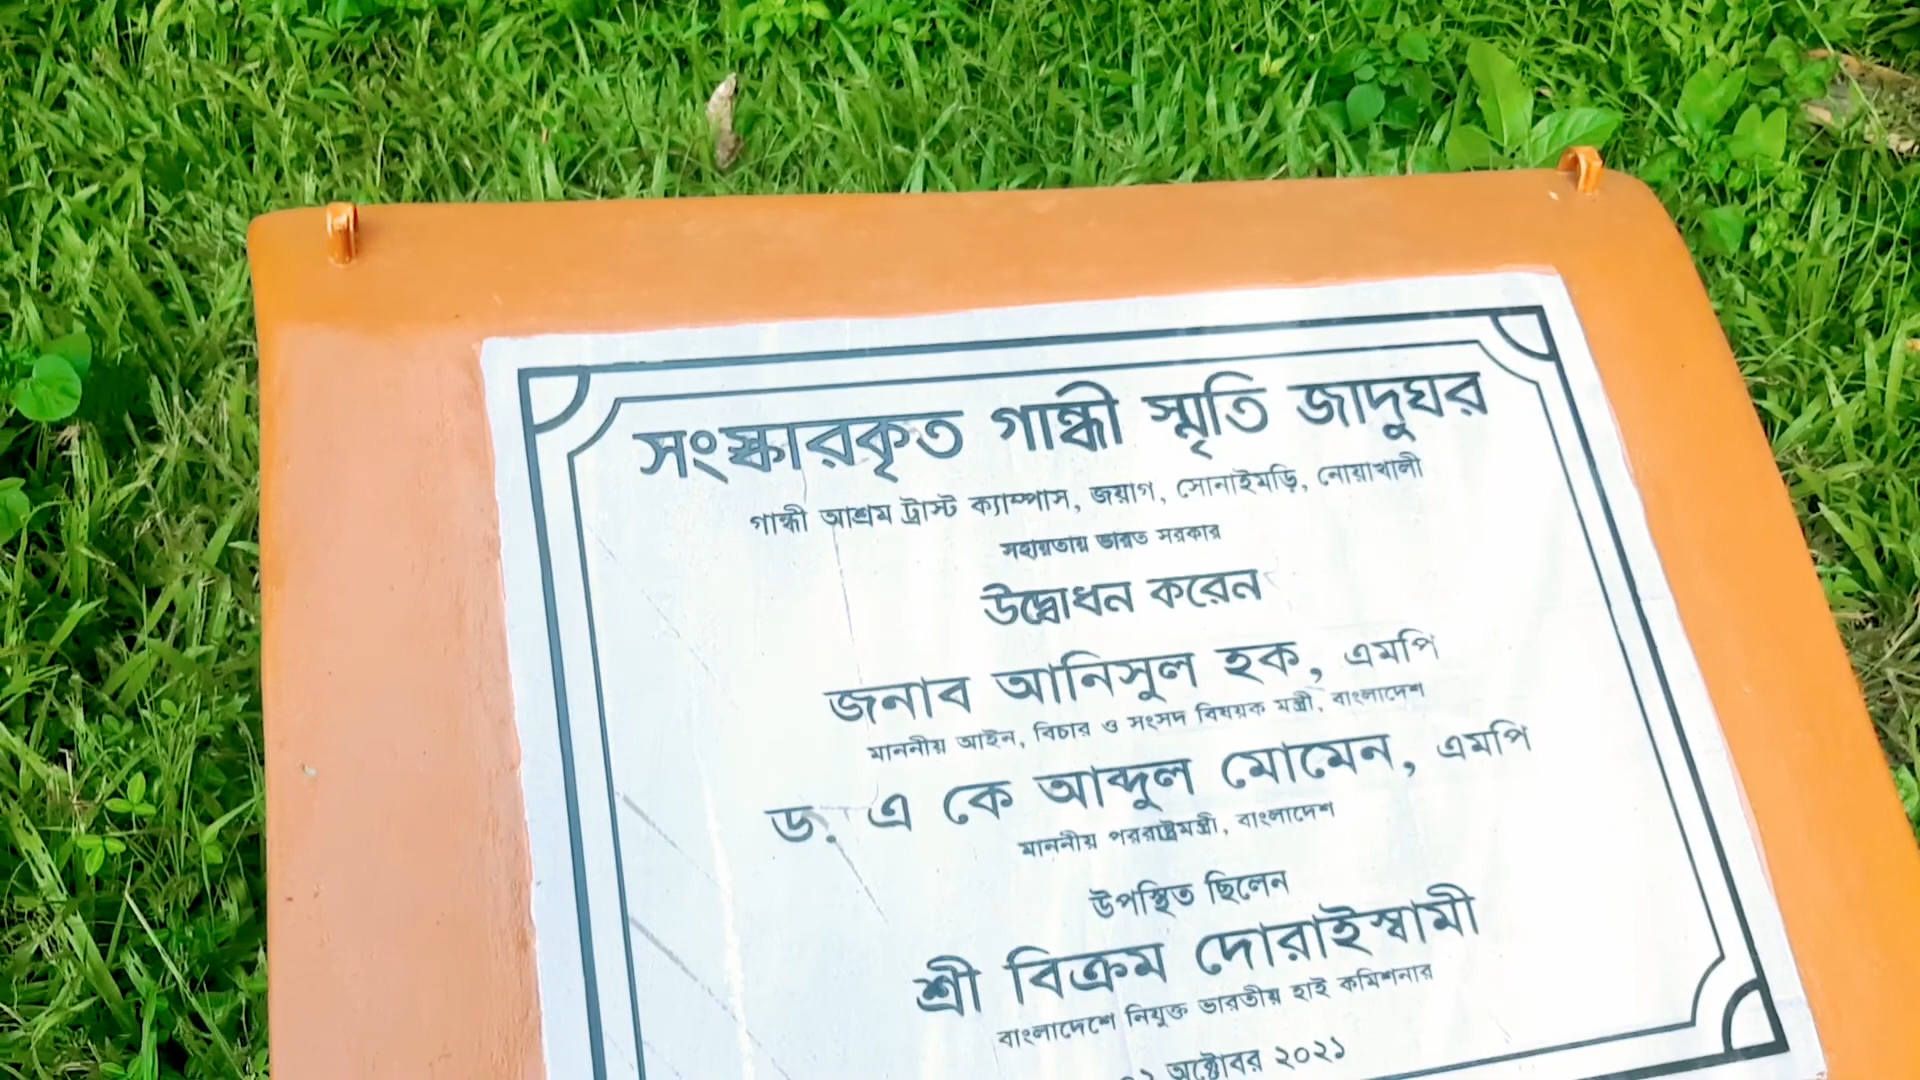 সংস্কারকৃত গান্ধী স্মৃতি জাদুঘর
গান্ধী আশ্রম ট্রাস্ট ক্যাম্পাস, জয়াগ, সোনাইমড়ি, নোয়াখালী
সহায়তায় ভারত সরকার
উদ্বোধন করেন
জনাব আনিসুল হক, এমপি
মাননীয় আইন, বিচার ও সংসদ বিষয়ক মন্ত্রী, বাংলাদেশ
ড. এ কে আব্দুল মোমেন, এমপি
মাননীয় পররাষ্ট্রমন্ত্রী, বাংলাদেশ
উপস্থিত ছিলেন
শ্রী বিক্রম দোরাইস্বামী
বাংলাদেশে নিযুক্ত ভারতীয় হাই কমিশনার
অক্টোবর ২০২১